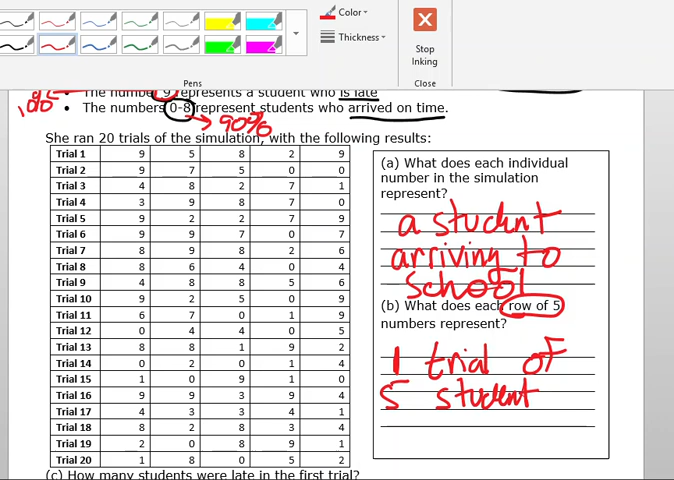 Color
Thickness
Stop
Inking
Pens
Close
• The number 9 represents a student who is late
• The numbers 0-8 represent students who arrived on time.
90%
She ran 20 trials of the simulation, with the following results:
Trial 1 9 5 8 2 9
Trial 2 9 7 5 0 0
Trial 3 4 8 2 7 1
Trial 4 3 9 8 7 0
Trial 5 9 2 2 7 9
Trial 6 9 9 7 0 7
Trial 7 8 9 8 2 6
Trial 8 8 6 4 0 4
Trial 9 4 8 8 5 6
Trial 10 9 2 5 0 9
Trial 11 6 7 0 1 9
Trial 12 0 4 4 0 5
Trial 13 8 8 1 9 2
Trial 14 0 2 0 1 4
Trial 15 1 0 9 1 0
Trial 16 9 9 3 9 4
Trial 17 4 3 3 4 1
Trial 18 8 2 8 3 4
Trial 19 2 0 8 9 1
Trial 20 1 8 0 5 2
(a) What does each individual
number in the simulation
represent?
a student
arriving to
school
(b) What does each row of 5
numbers represent?
1 trial of
5 student
(c) How many students were late in the first trial?